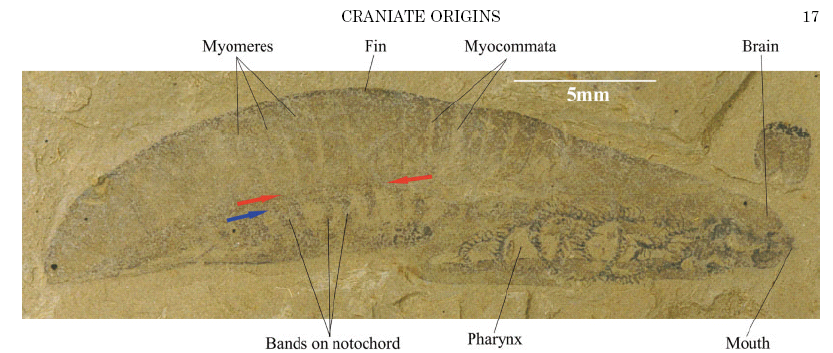 CRANIATE ORIGINS 17
Myomeres Fin Myocommata Brain
5mm
Bands on notochord Pharynx Mouth